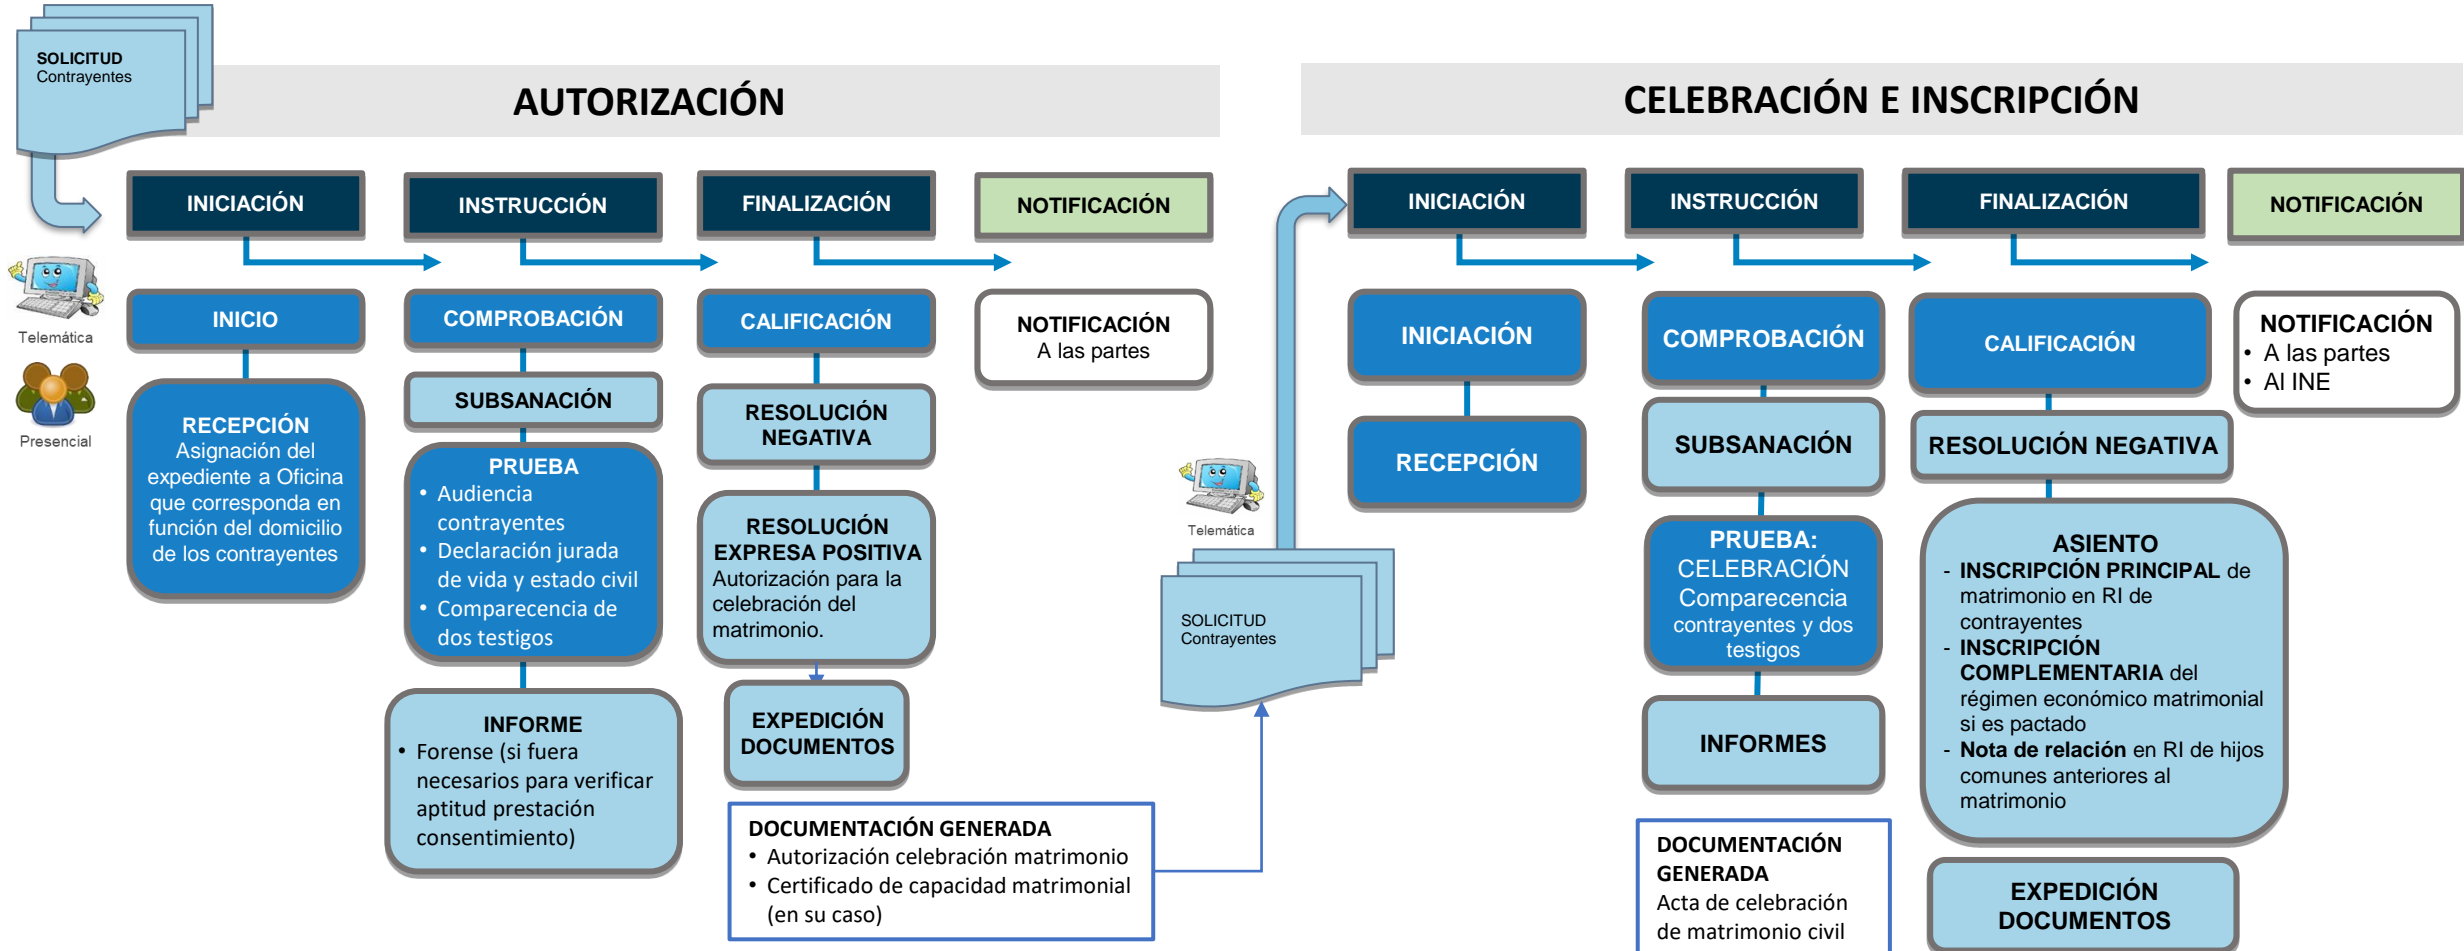 SOLICITUD
Contrayentes
AUTORIZACIÓN
INICIACIÓN
INSTRUCCIÓN
FINALIZACIÓN
NOTIFICACIÓN
Telemática
Presencial
INICIO
RECEPCIÓN
Asignación del
expediente a Oficina
que corresponda en
función del domicilio
de los contrayentes
COMPROBACIÓN
SUBSANACIÓN
PRUEBA
• Audiencia
contrayentes
• Declaración jurada
de vida y estado civil
• Comparecencia de
dos testigos
INFORME
• Forense (si fuera
necesarios para verificar
aptitud prestación
consentimiento)
CALIFICACIÓN
RESOLUCIÓN
NEGATIVA
RESOLUCIÓN
EXPRESA POSITIVA
Autorización para la
celebración del
matrimonio.
EXPEDICIÓN
DOCUMENTOS
NOTIFICACIÓN
A las partes
DOCUMENTACIÓN GENERADA
• Autorización celebración matrimonio
• Certificado de capacidad matrimonial
(en su caso)
CELEBRACIÓN E INSCRIPCIÓN
Telemática
SOLICITUD
Contrayentes
INICIACIÓN
INSTRUCCIÓN
FINALIZACIÓN
NOTIFICACIÓN
INICIACIÓN
RECEPCIÓN
COMPROBACIÓN
SUBSANACIÓN
PRUEBA:
CELEBRACIÓN
Comparecencia
contrayentes y dos
testigos
INFORMES
DOCUMENTACIÓN
GENERADA
Acta de celebración
de matrimonio civil
CALIFICACIÓN
RESOLUCIÓN NEGATIVA
ASIENTO
- INSCRIPCIÓN PRINCIPAL de
matrimonio en RI de
contrayentes
- INSCRIPCIÓN
COMPLEMENTARIA del
régimen económico matrimonial
si es pactado
- Nota de relación en RI de hijos
comunes anteriores al
matrimonio
EXPEDICIÓN
DOCUMENTOS
NOTIFICACIÓN
• A las partes
• Al INE